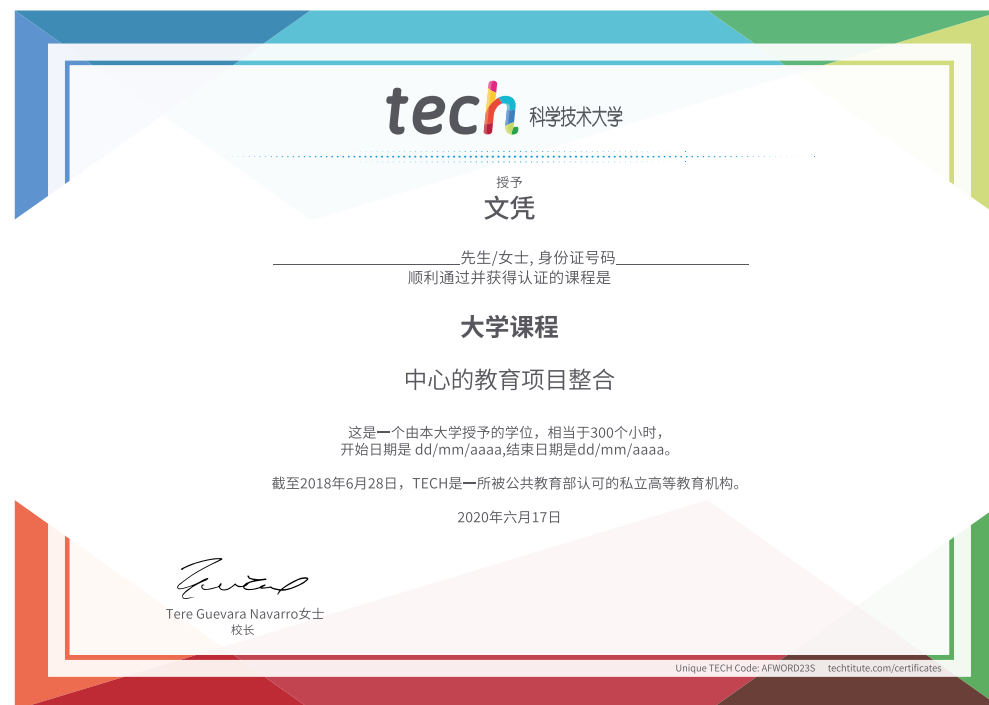 tech 科学技术大学
授予
文凭
____________________先生/女士, 身份证号码______________
顺利通过并获得认证的课程是
大学课程
中心的教育项目整合
这是一个由本大学授予的学位，相当于300个小时，
开始日期是 dd/mm/aaaa,结束日期是dd/mm/aaaa。
截至2018年6月28日，TECH是一所被公共教育部认可的私立高等教育机构。
2020年六月17日
Tere Guevara Navarro女士
校长
Unique TECH Code: AFWORD23S techtitute.com/certificates